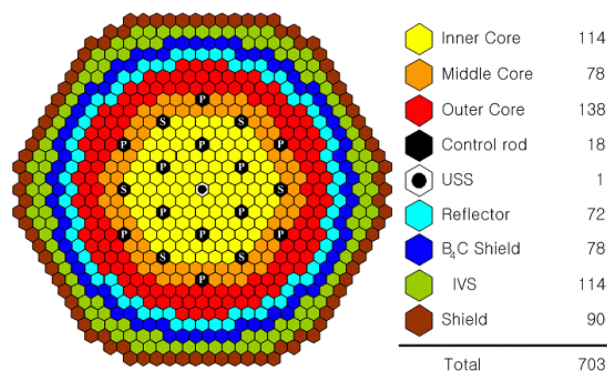 P
S S
P P P
P P
S S
P P
P P P
S S
P
Inner Core 114
Middle Core 78
Outer Core 138
Control rod 18
USS 1
Reflector 72
B₄C Shield 78
IVS 114
Shield 90
Total 703